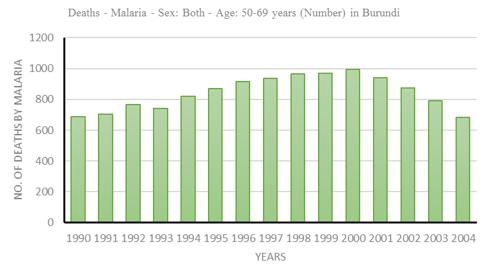 Deaths - Malaria - Sex: Both - Age: 50-69 years (Number) in Burundi
1200
1000
800
600
400
200
0
NO. OF DEATHS BY MALARIA
1990 1991 1992 1993 1994 1995 1996 1997 1998 1999 2000 2001 2002 2003 2004
YEARS